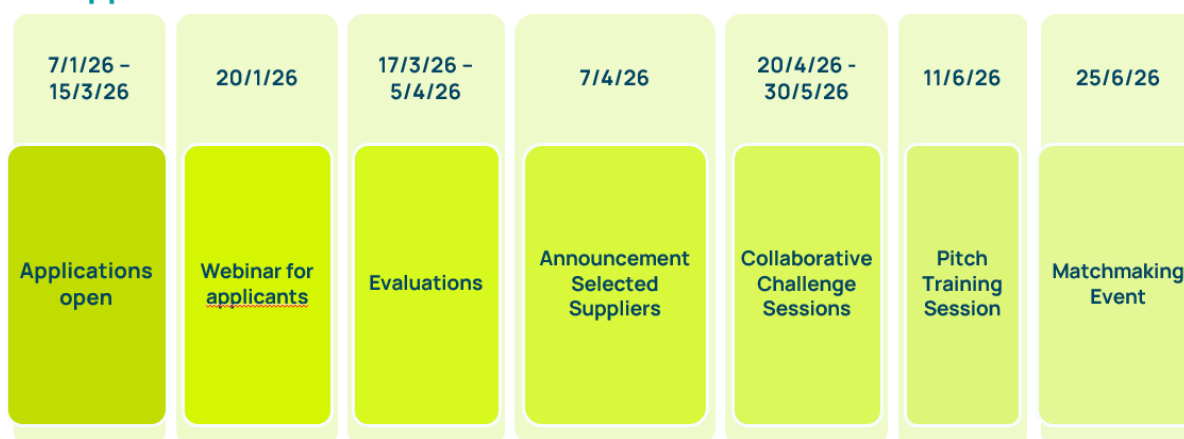 7/1/26 –
15/3/26
20/1/26
17/3/26 –
5/4/26
7/4/26
20/4/26 -
30/5/26
11/6/26
25/6/26
Applications
open
Webinar for
applicants
Evaluations
Announcement
Selected
Suppliers
Collaborative
Challenge
Sessions
Pitch
Training
Session
Matchmaking
Event